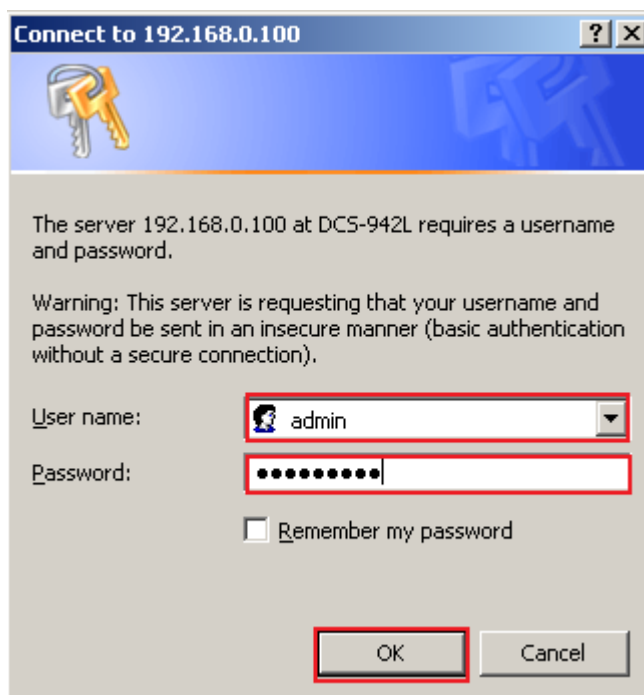 Connect to 192.168.0.100
The server 192.168.0.100 at DCS-942L requires a username
and password.
Warning: This server is requesting that your username and
password be sent in an insecure manner (basic authentication
without a secure connection).
User name:
admin
Password:
●●●●●●●●●
Remember my password
OK
Cancel